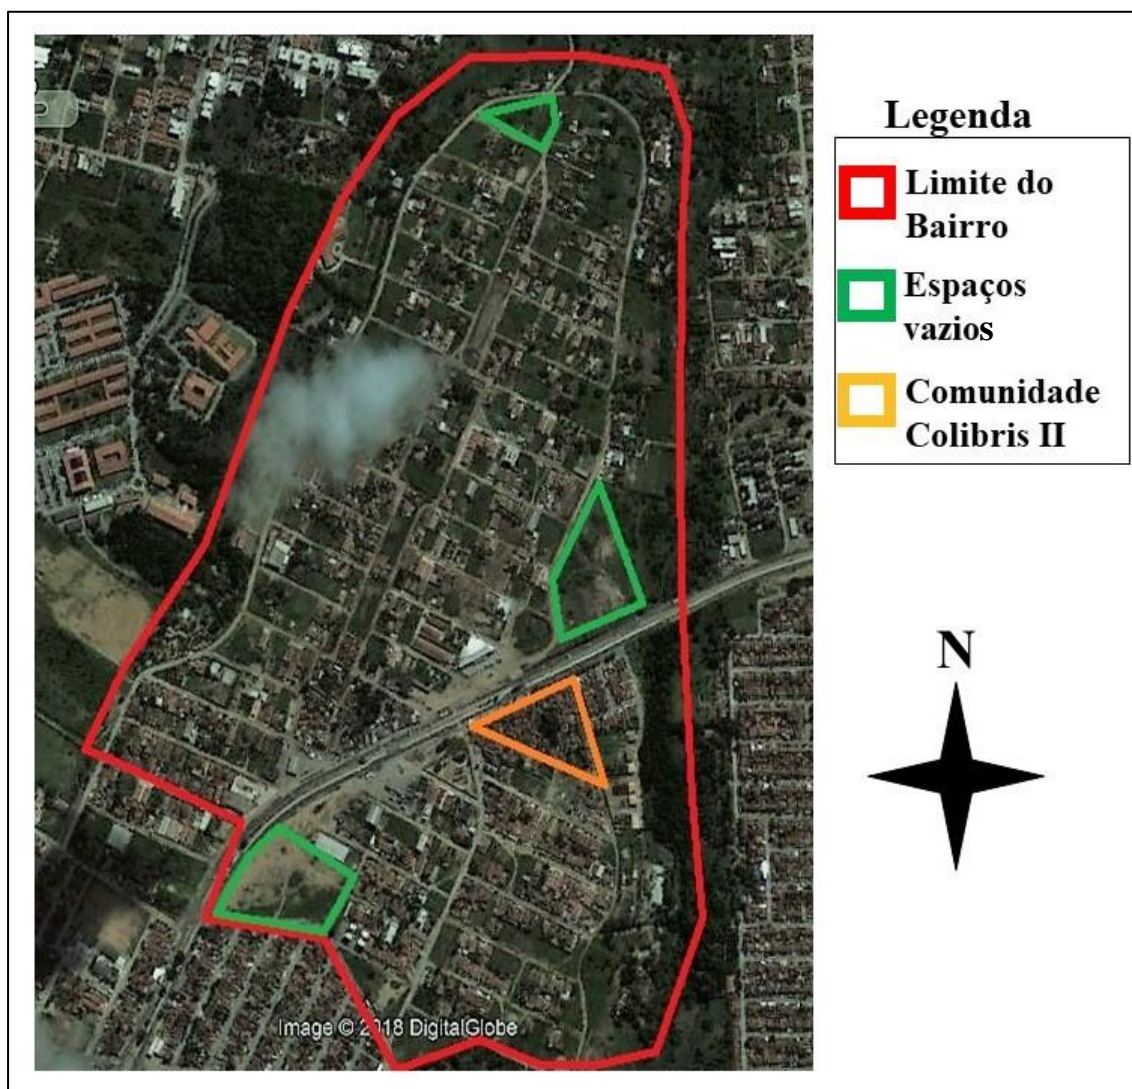 Legenda
Limite do
Bairro
Espaços
vazios
Comunidade
Colibris II
N
Image © 2018 DigitalGlobe